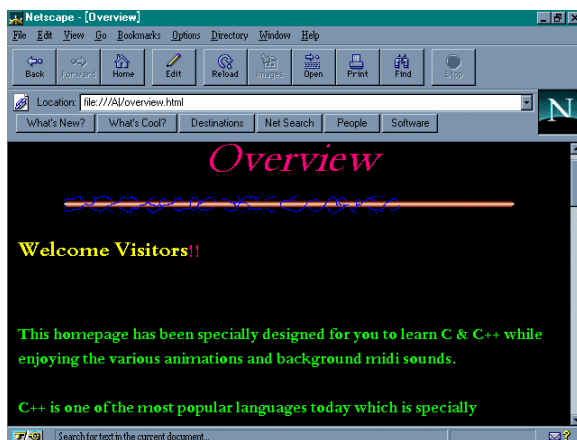 Netscape - [Overview]
File Edit View Go Bookmarks Options Directory Window Help
Back Forward Home Edit Reload Images Open Print Find Stop
Location: file:///A|/overview.html
N
What's New? What's Cool? Destinations Net Search People Software
Overview
Welcome Visitors!!
This homepage has been specially designed for you to learn C & C++ while
enjoying the various animations and background midi sounds.
C++ is one of the most popular languages today which is specially
Search for text in the current document...